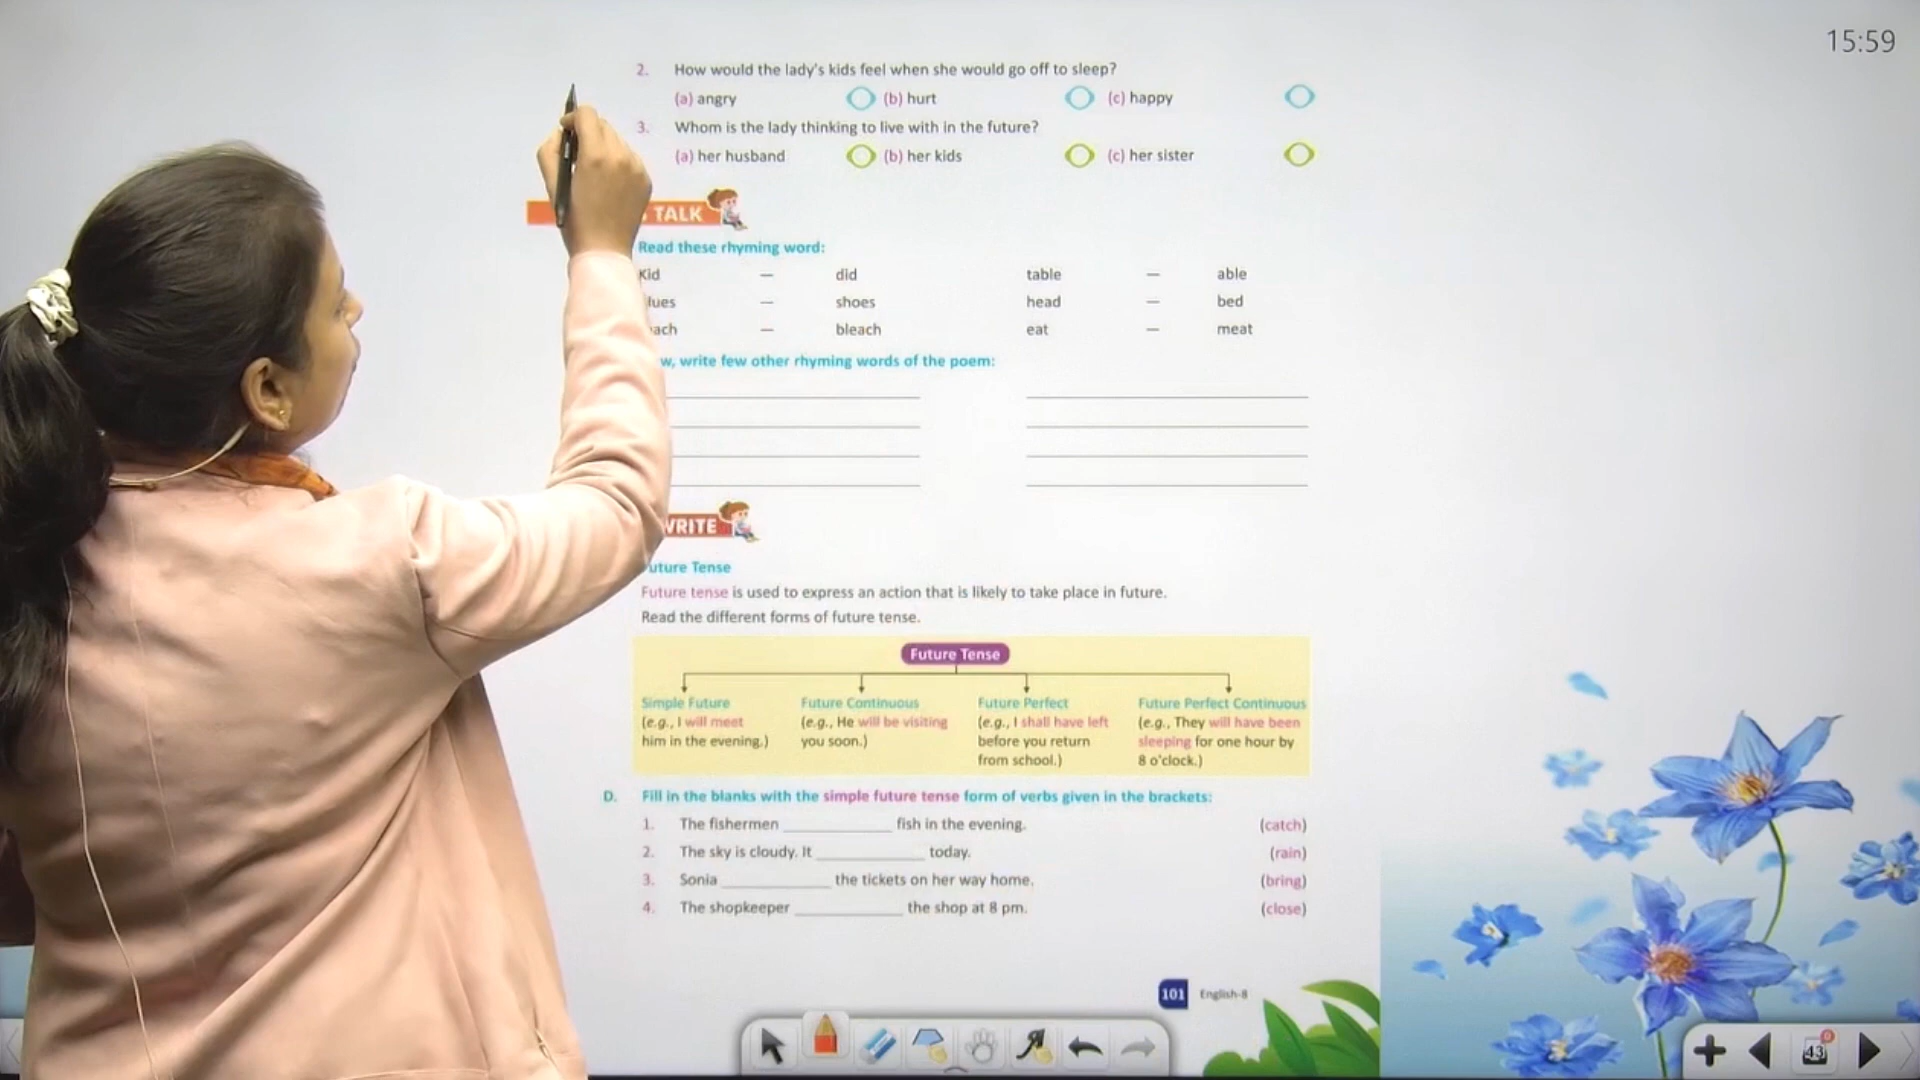 15:59
2. How would the lady's kids feel when she would go off to sleep?
(a) angry (b) hurt (c) happy
3. Whom is the lady thinking to live with in the future?
(a) her husband (b) her kids (c) her sister
TALK
Read these rhyming word:
Kid — did table — able
— shoes head — bed
— bleach eat — meat
write few other rhyming words of the poem:
Tense
Future tense is used to express an action that is likely to take place in future.
Read the different forms of future tense.
Future Tense
Simple Future Future Continuous Future Perfect Future Perfect Continuous
(e.g., I will meet (e.g., He will be visiting (e.g., I shall have left (e.g., They will have been
him in the evening.) you soon.) before you return sleeping for one hour by
from school.) 8 o'clock.)
D. Fill in the blanks with the simple future tense form of verbs given in the brackets:
1. The fishermen ____________ fish in the evening. (catch)
2. The sky is cloudy. It ____________ today. (rain)
3. Sonia ____________ the tickets on her way home. (bring)
4. The shopkeeper ____________ the shop at 8 pm. (close)
101 English-8
43